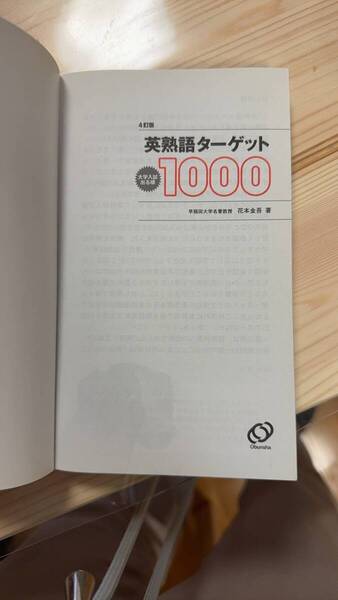 4訂版
英熟語ターゲット
大学入試
出る順
1000
早稲田大学名誉教授 花本金吾 著
Obunsha